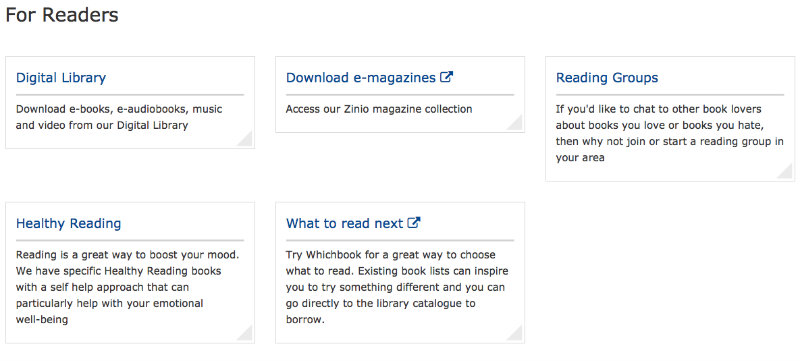 For Readers
Digital Library
Download e-books, e-audiobooks, music
and video from our Digital Library
Download e-magazines
Access our Zinio magazine collection
Reading Groups
If you'd like to chat to other book lovers
about books you love or books you hate,
then why not join or start a reading group in
your area
Healthy Reading
Reading is a great way to boost your mood.
We have specific Healthy Reading books
with a self help approach that can
particularly help with your emotional
well-being
What to read next
Try Whichbook for a great way to choose
what to read. Existing book lists can inspire
you to try something different and you can
go directly to the library catalogue to
borrow.